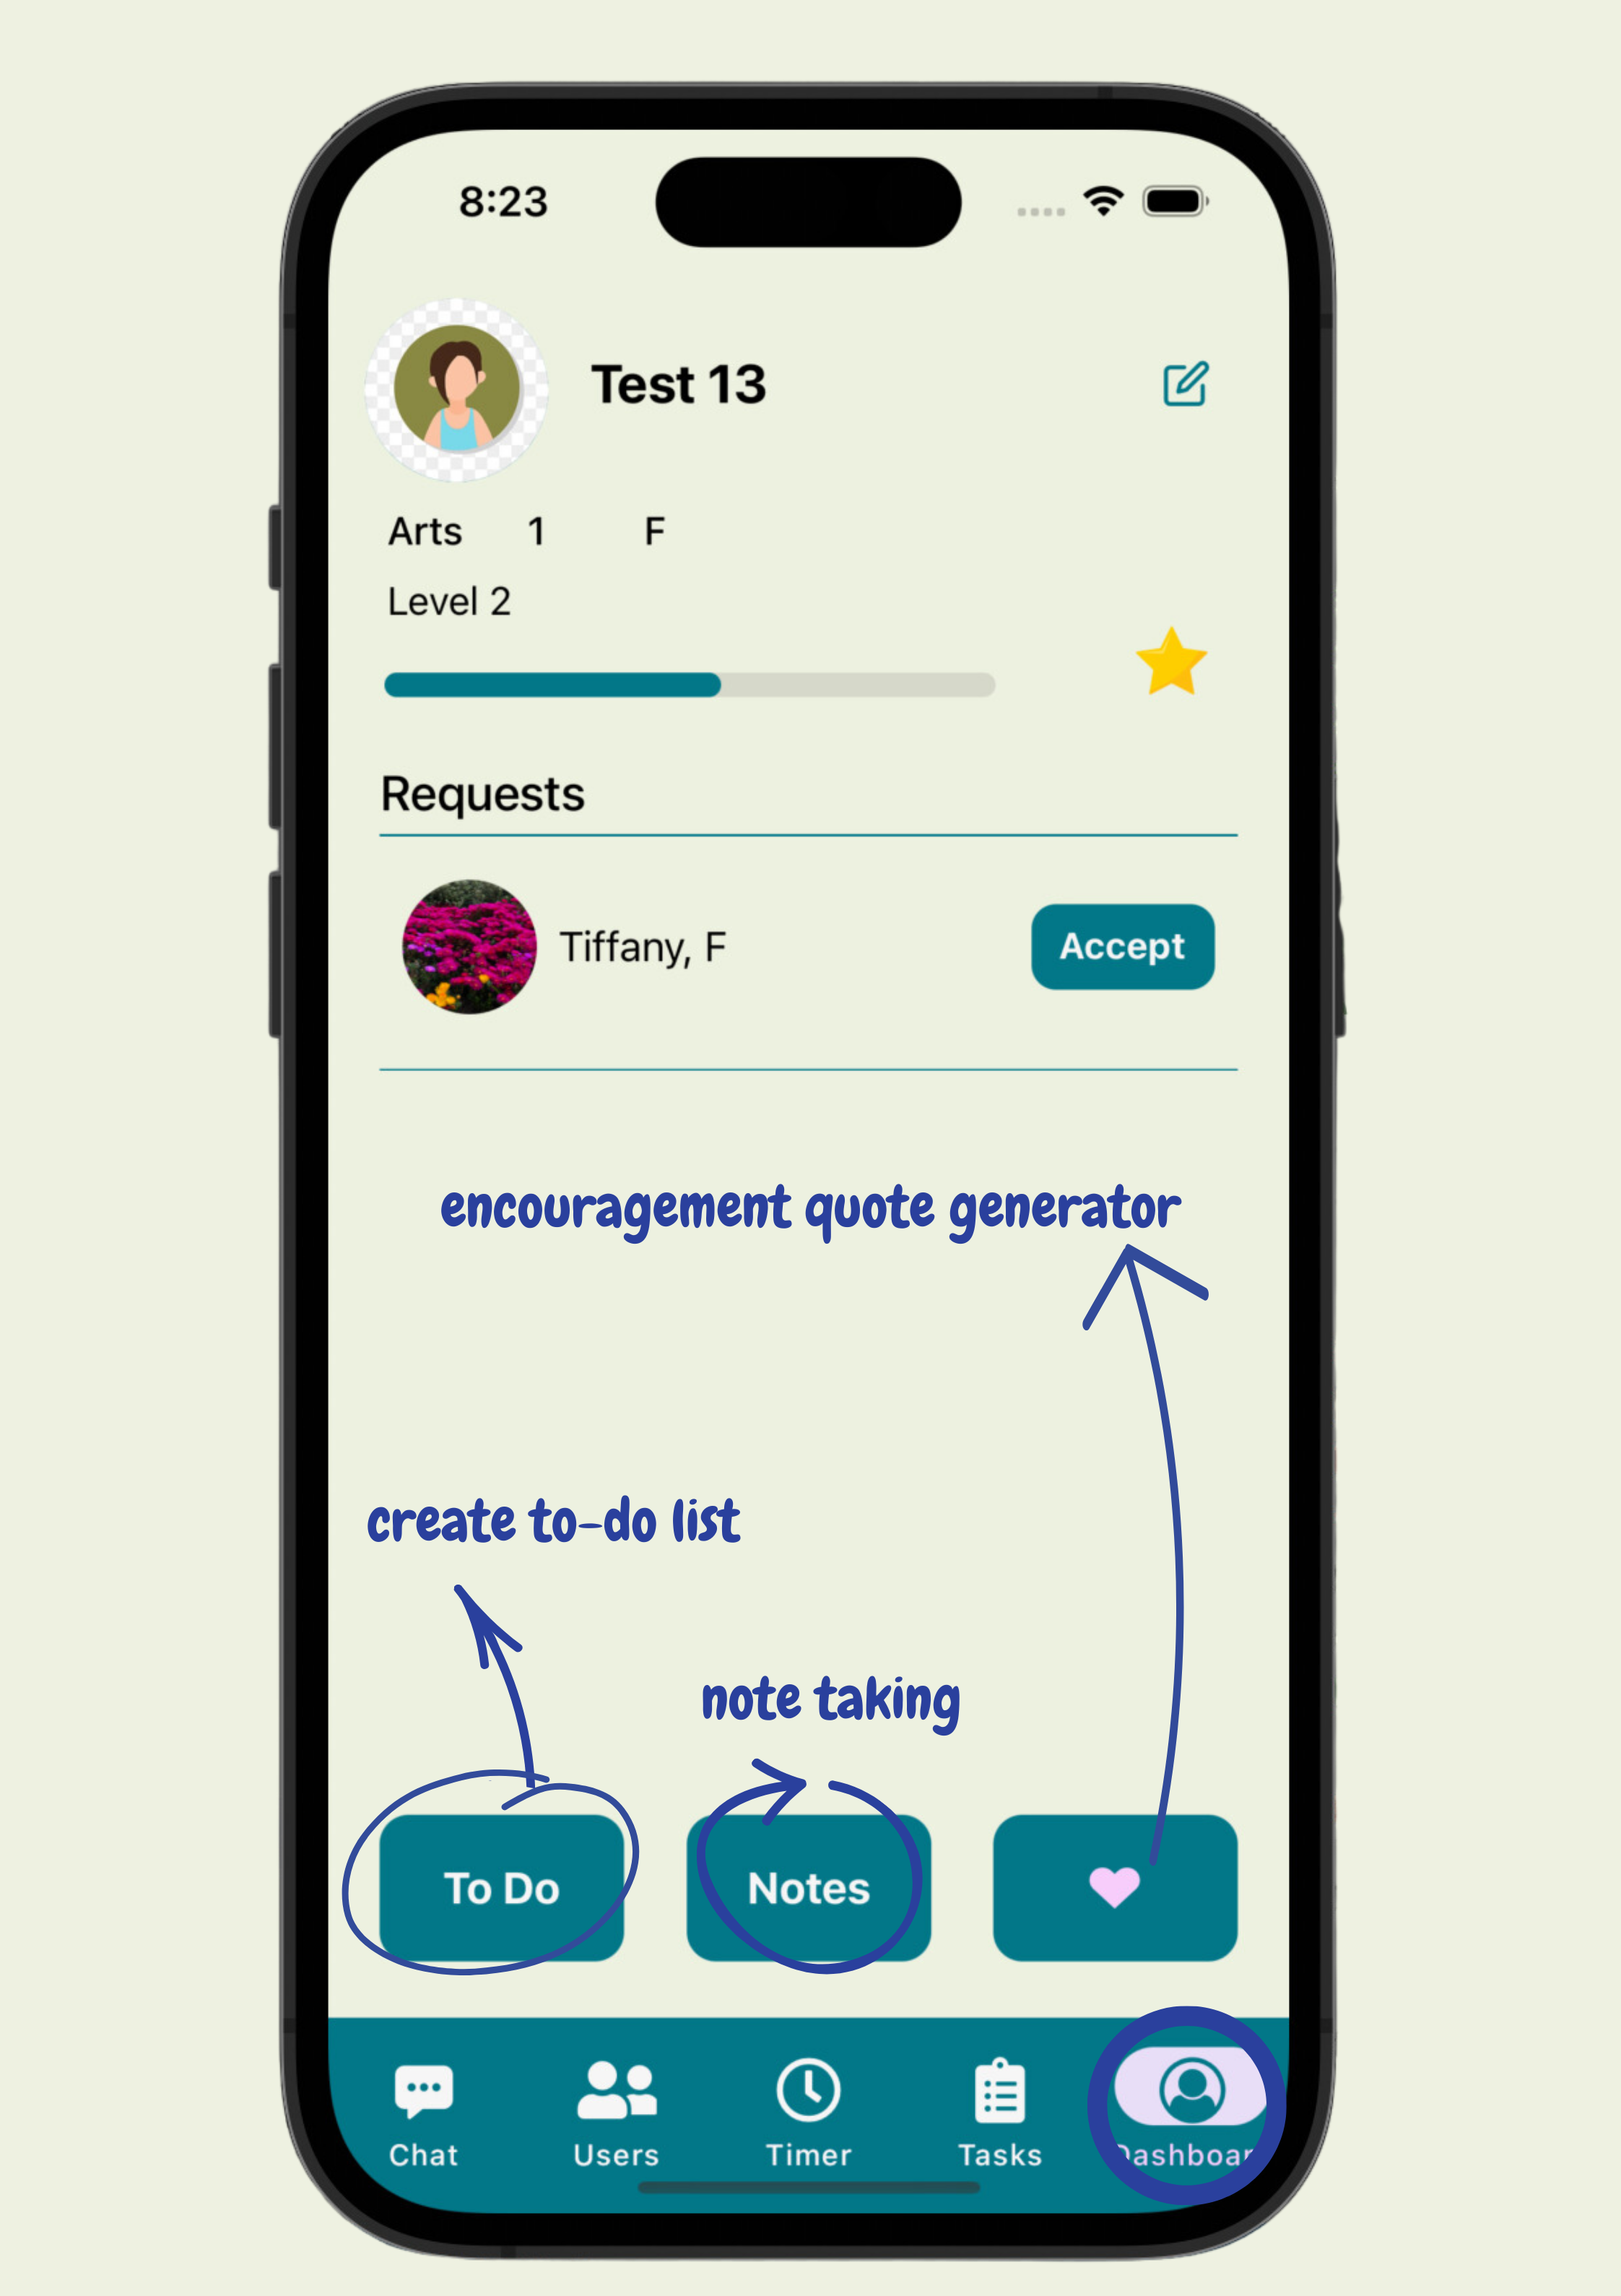 8:23
Test 13
Arts 1 F
Level 2
Requests
Tiffany, F
Accept
encouragement quote generator
create to-do list
note taking
To Do
Notes
Chat Users Timer Tasks Dashboar